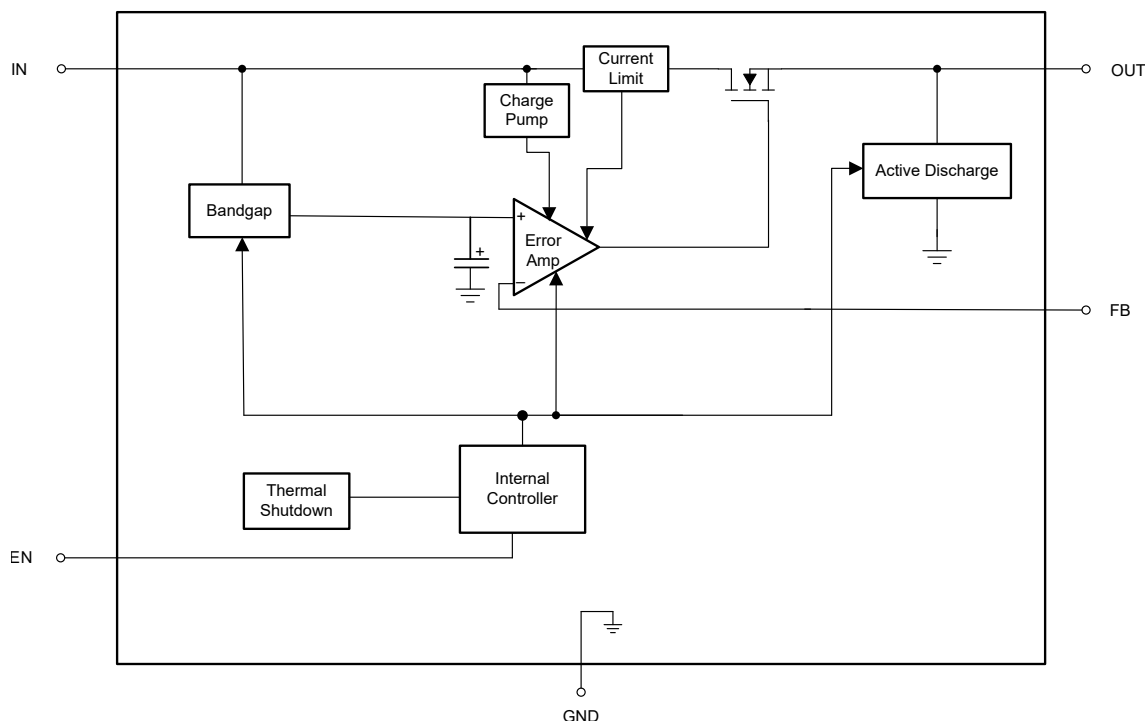 IN
Current
Limit
OUT
Charge
Pump
Active Discharge
Bandgap
+
Error
Amp
+
−
FB
Internal
Controller
Thermal
Shutdown
EN
GND